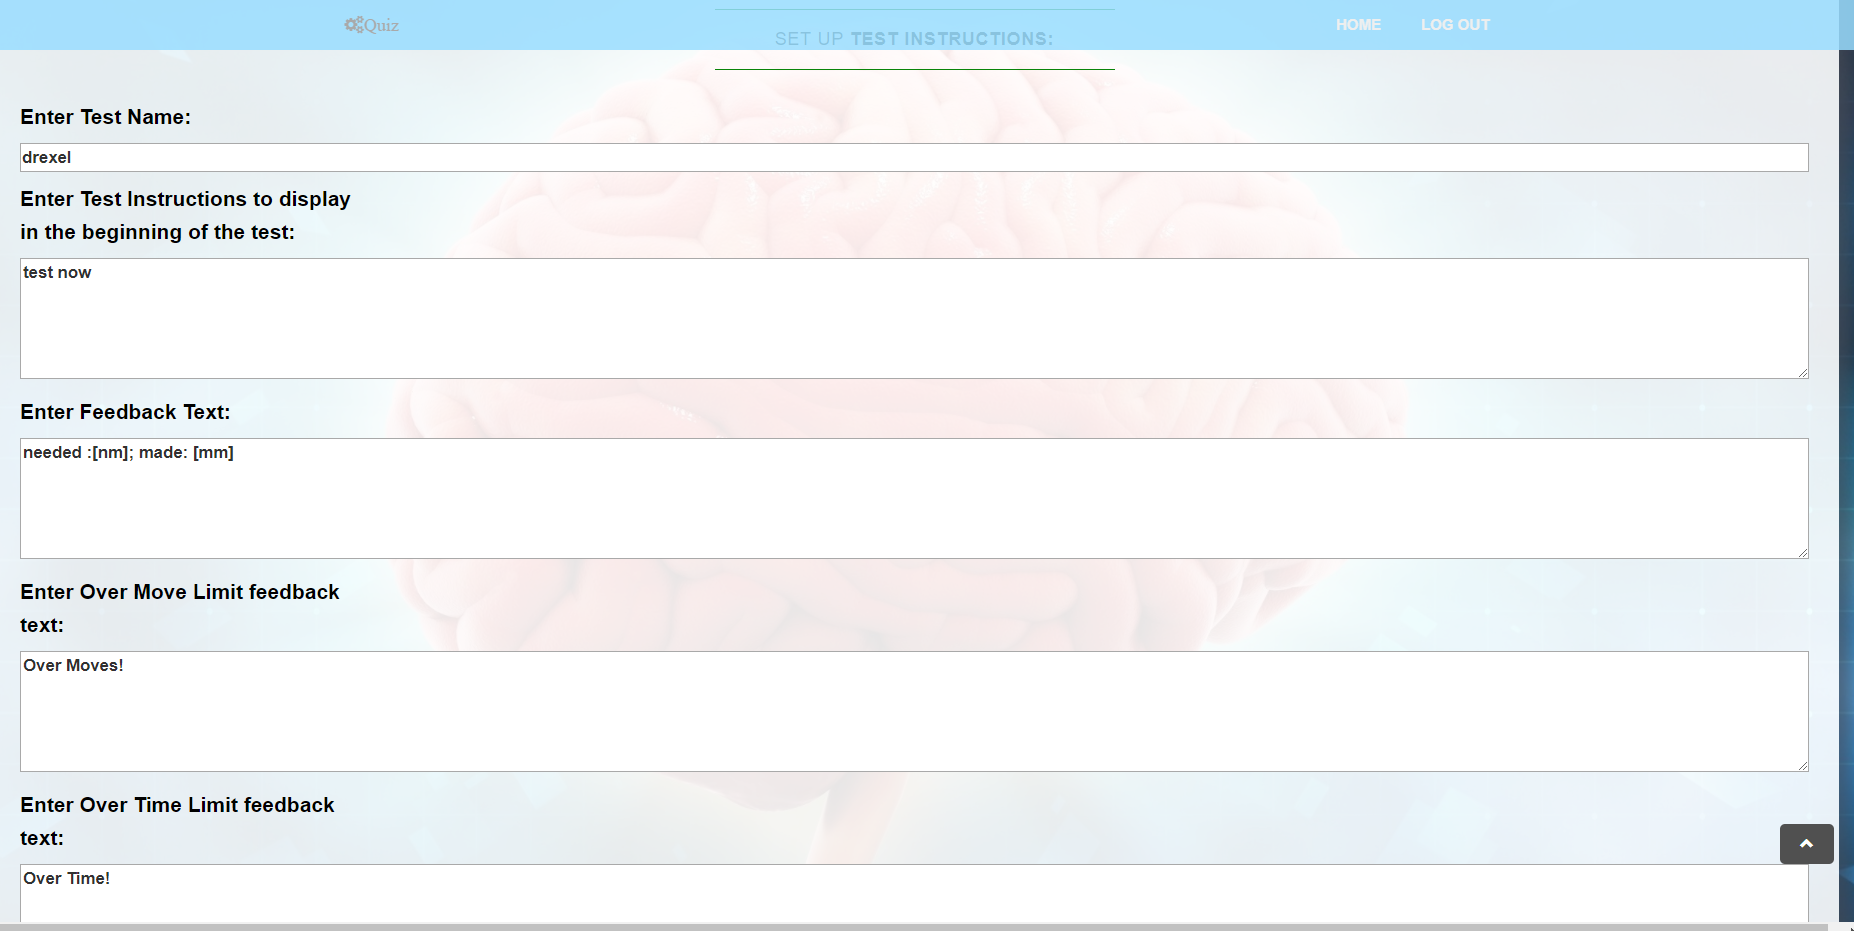 Quiz
HOME
LOG OUT
SET UP TEST INSTRUCTIONS:
Enter Test Name:
drexel
Enter Test Instructions to display
in the beginning of the test:
test now
Enter Feedback Text:
needed :[nm]; made: [mm]
Enter Over Move Limit feedback
text:
Over Moves!
Enter Over Time Limit feedback
text:
Over Time!